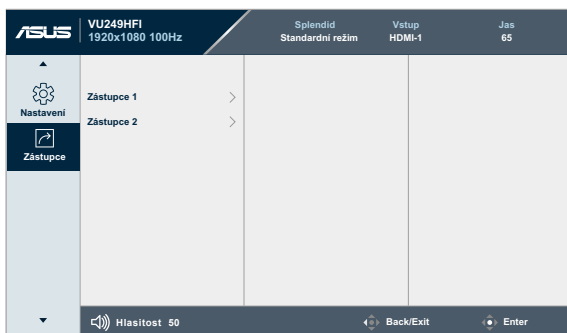 ASUS
VU249HFI
1920x1080 100Hz
Splendid
Standardní režim
Vstup
HDMI-1
Jas
65
Nastavení
Zástupce
Zástupce 1
Zástupce 2
Hlasitost 50
Back/Exit
Enter